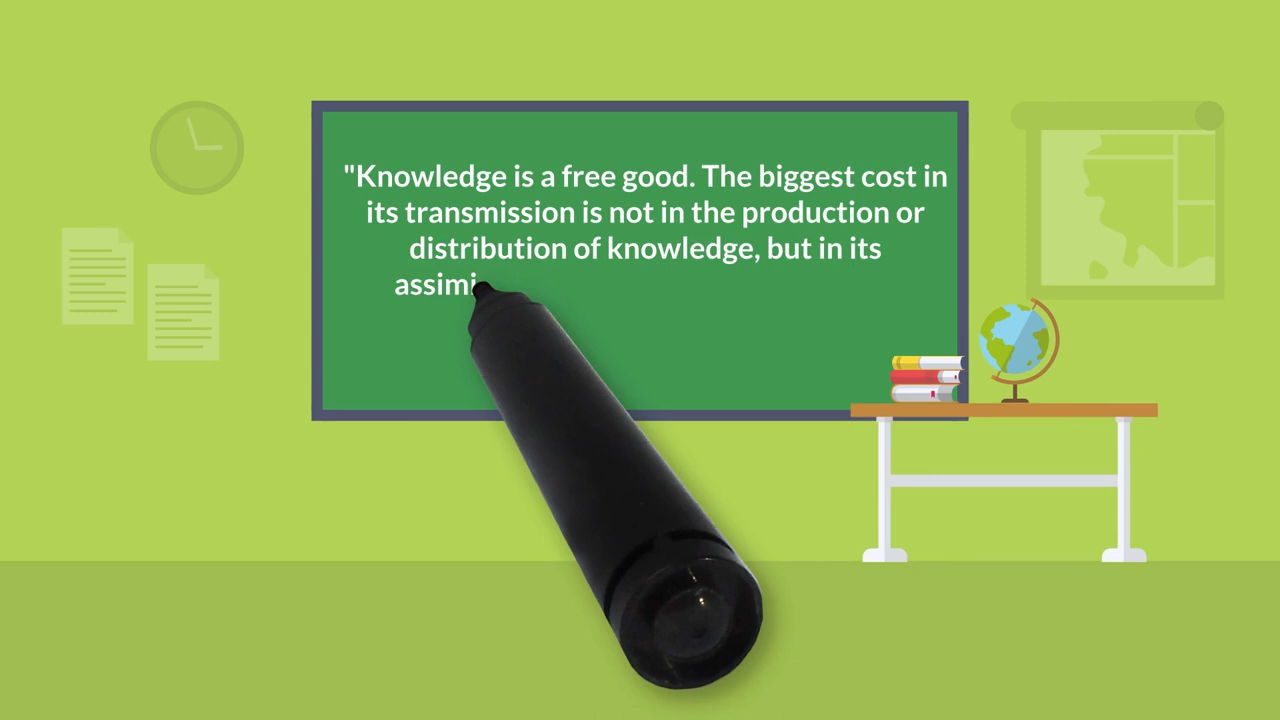 "Knowledge is a free good. The biggest cost in
its transmission is not in the production or
distribution of knowledge, but in its
assimi